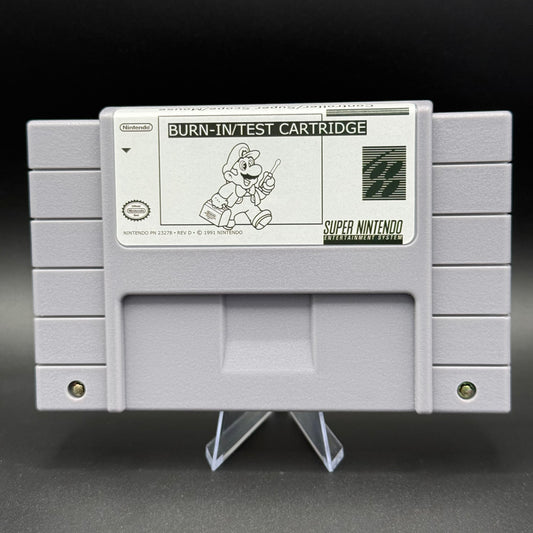 Controller/Super Scope/Mouse
Nintendo
BURN-IN/TEST CARTRIDGE
NINTENDO PN 23278 • REV D • © 1991 NINTENDO.
SUPER NINTENDO
ENTERTAINMENT SYSTEM